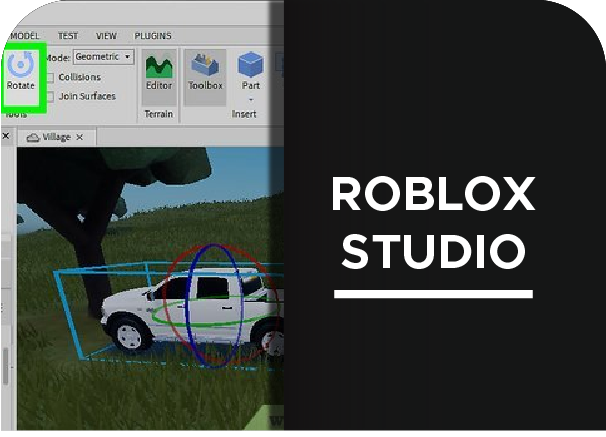 MODEL TEST VIEW PLUGINS
Mode: Geometric
Collisions
Join Surfaces
Rotate
Editor
Toolbox
Part
Tools
Terrain
Insert
Village
ROBLOX
STUDIO